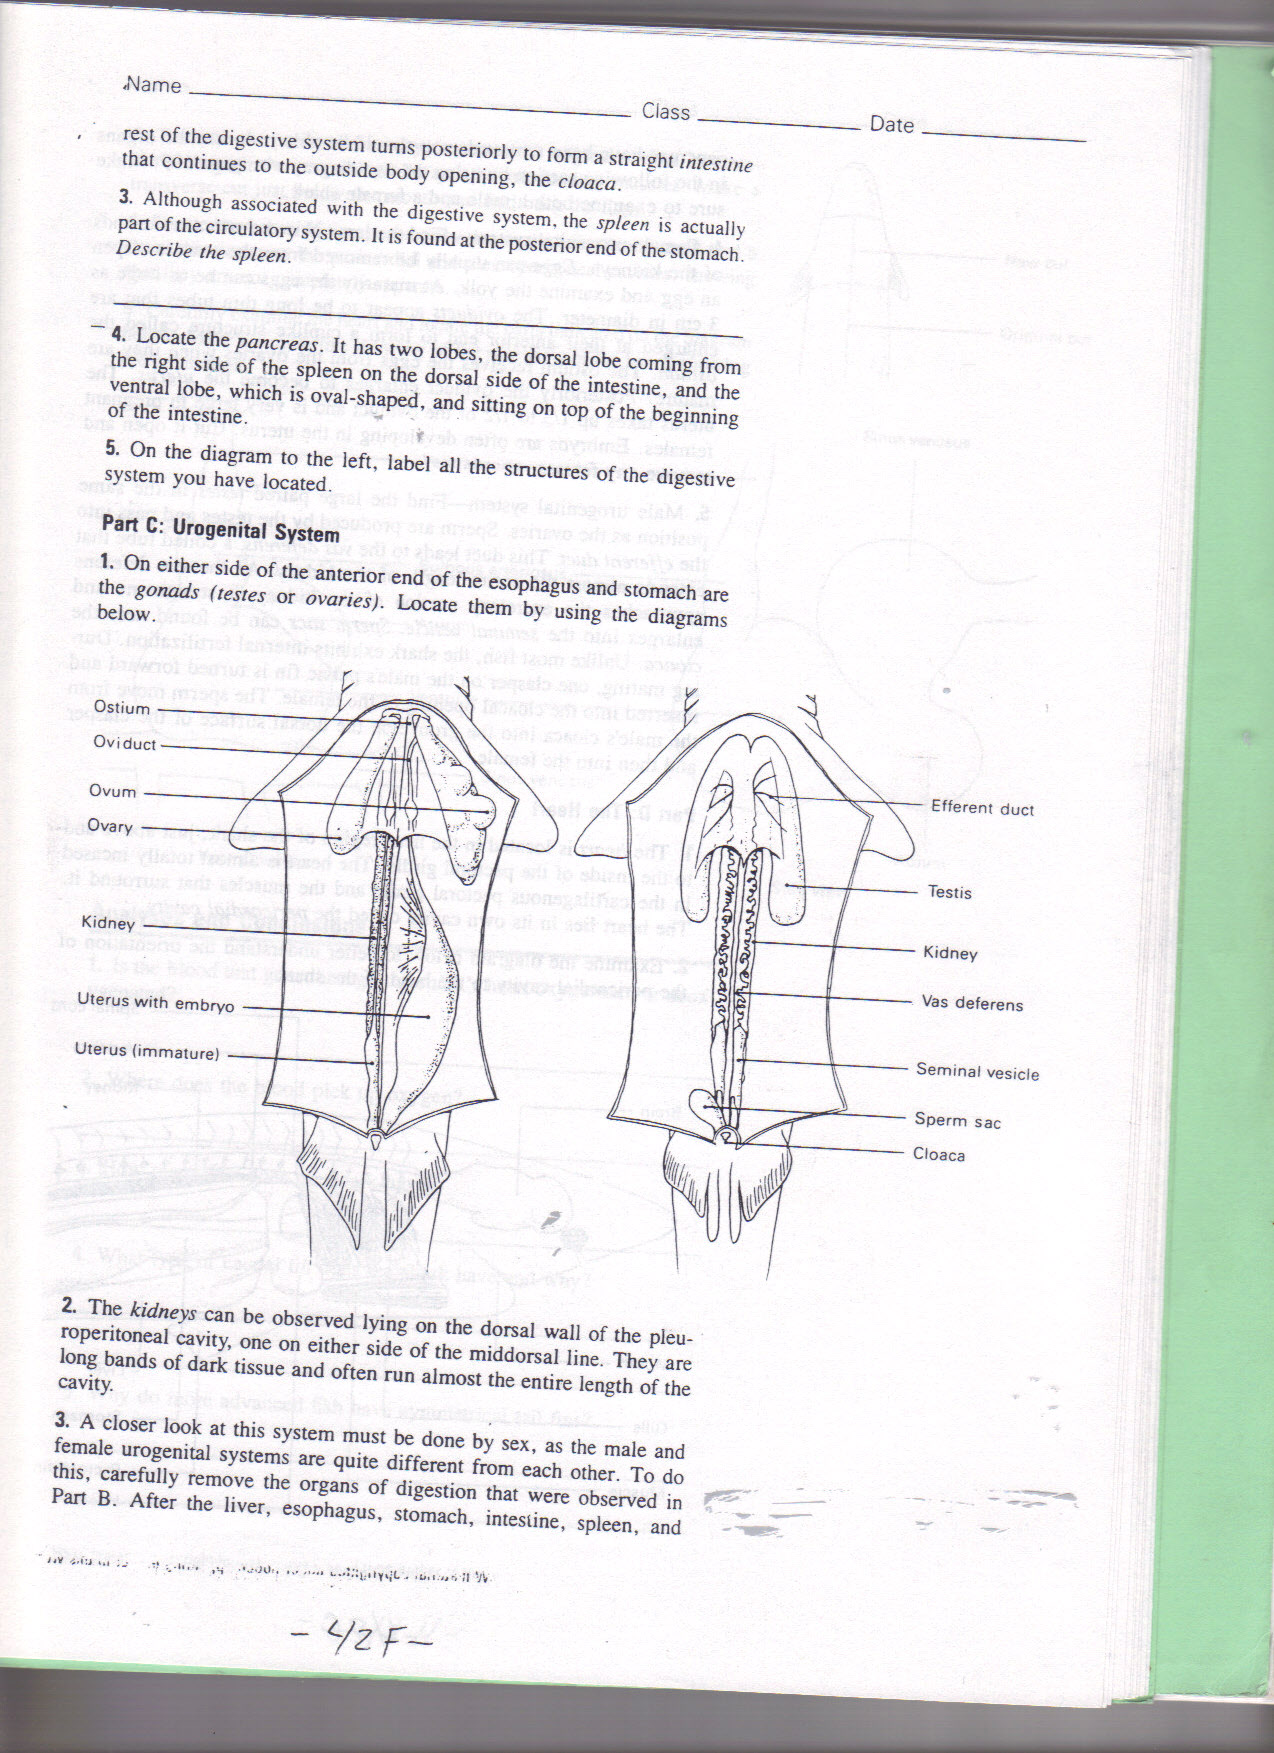 Name ______ Class ______ Date ______
rest of the digestive system turns posteriorly to form a straight intestine
that continues to the outside body opening, the cloaca.
3. Although associated with the digestive system, the spleen is actually
part of the circulatory system. It is found at the posterior end of the stomach.
Describe the spleen.
4. Locate the pancreas. It has two lobes, the dorsal lobe coming from
the right side of the spleen on the dorsal side of the intestine, and the
ventral lobe, which is oval-shaped, and sitting on top of the beginning
of the intestine.
5. On the diagram to the left, label all the structures of the digestive
system you have located.
Part C: Urogenital System
1. On either side of the anterior end of the esophagus and stomach are
the gonads (testes or ovaries). Locate them by using the diagrams
below.
Ostium
Oviduct
Ovum
Ovary
Kidney
Uterus with embryo
Uterus (immature)
Efferent duct
Testis
Kidney
Vas deferens
Seminal vesicle
Sperm sac
Cloaca
2. The kidneys can be observed lying on the dorsal wall of the pleu-
roperitoneal cavity, one on either side of the middorsal line. They are
long bands of dark tissue and often run almost the entire length of the
cavity.
3. A closer look at this system must be done by sex, as the male and
female urogenital systems are quite different from each other. To do
this, carefully remove the organs of digestion that were observed in
Part B. After the liver, esophagus, stomach, intestine, spleen, and
- 42F -